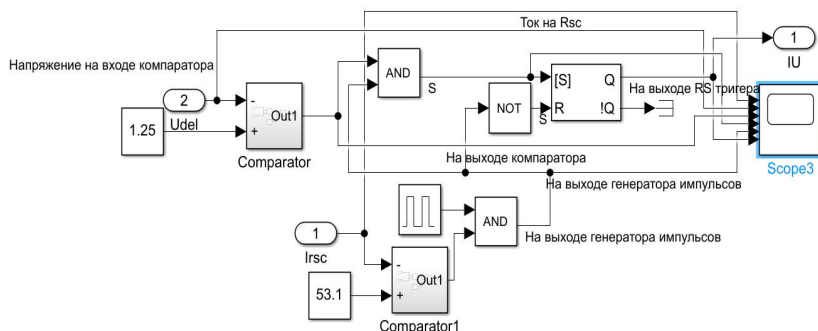 Ток на Rsc
1
IU
Напряжение на входе компаратора
AND
S
[S]
Q
R
!Q
На выходе RS тригера
2
Udel
-
+
Out1
Comparator
1.25
NOT
S
Scope3
На выходе компаратора
На выходе генератора импульсов
AND
На выходе генератора импульсов
1
Irsc
-
+
Out1
Comparator1
53.1